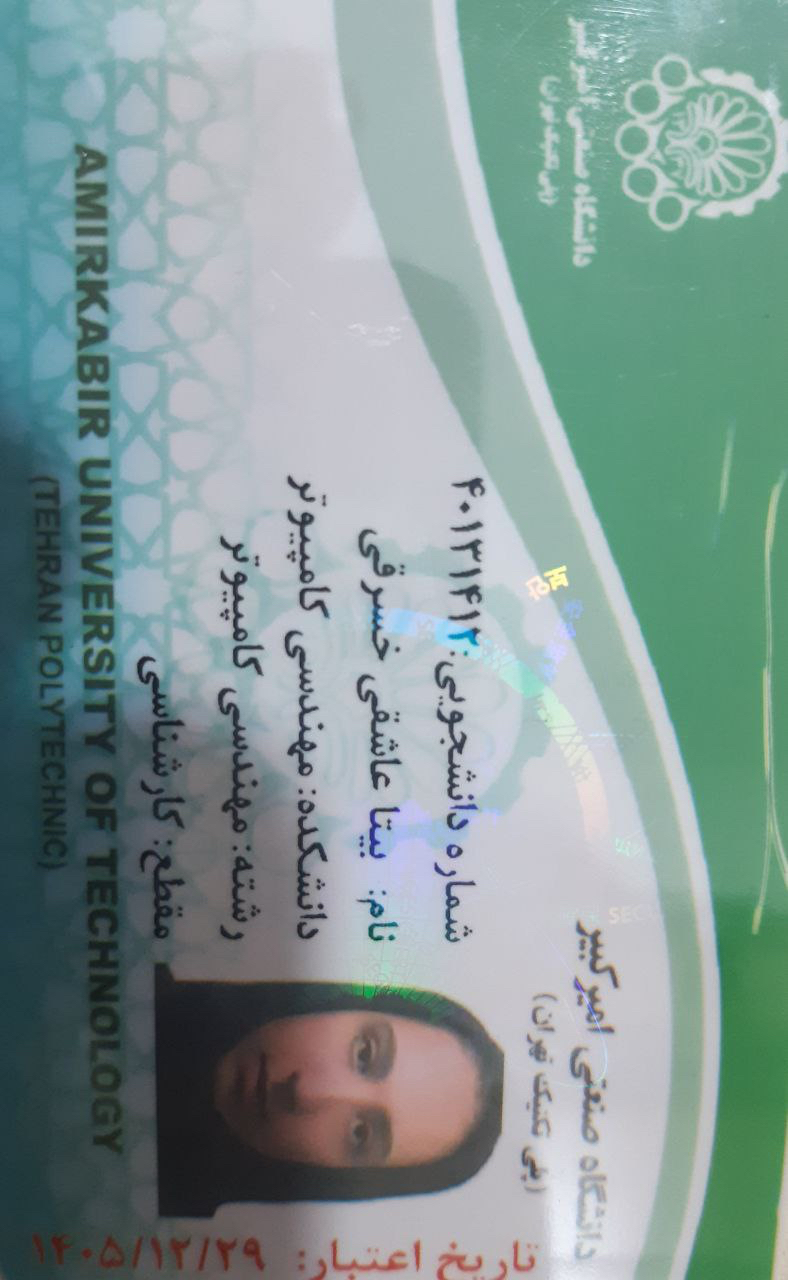 دانشگاه صنعتی امیرکبیر
(پلی تکنیک تهران)
دانشگاه صنعتی امیرکبیر
(پلی تکنیک تهران)
شماره دانشجویی: ۴۰۱۳۱۴۱۲
نام: بیتا عاشقی خسرقی
دانشکده: مهندسی کامپیوتر
رشته: مهندسی کامپیوتر
مقطع: کارشناسی
تاریخ اعتبار: ۱۴۰۵/۱۲/۲۹
AMIRKABIR UNIVERSITY OF TECHNOLOGY
(TEHRAN POLYTECHNIC)